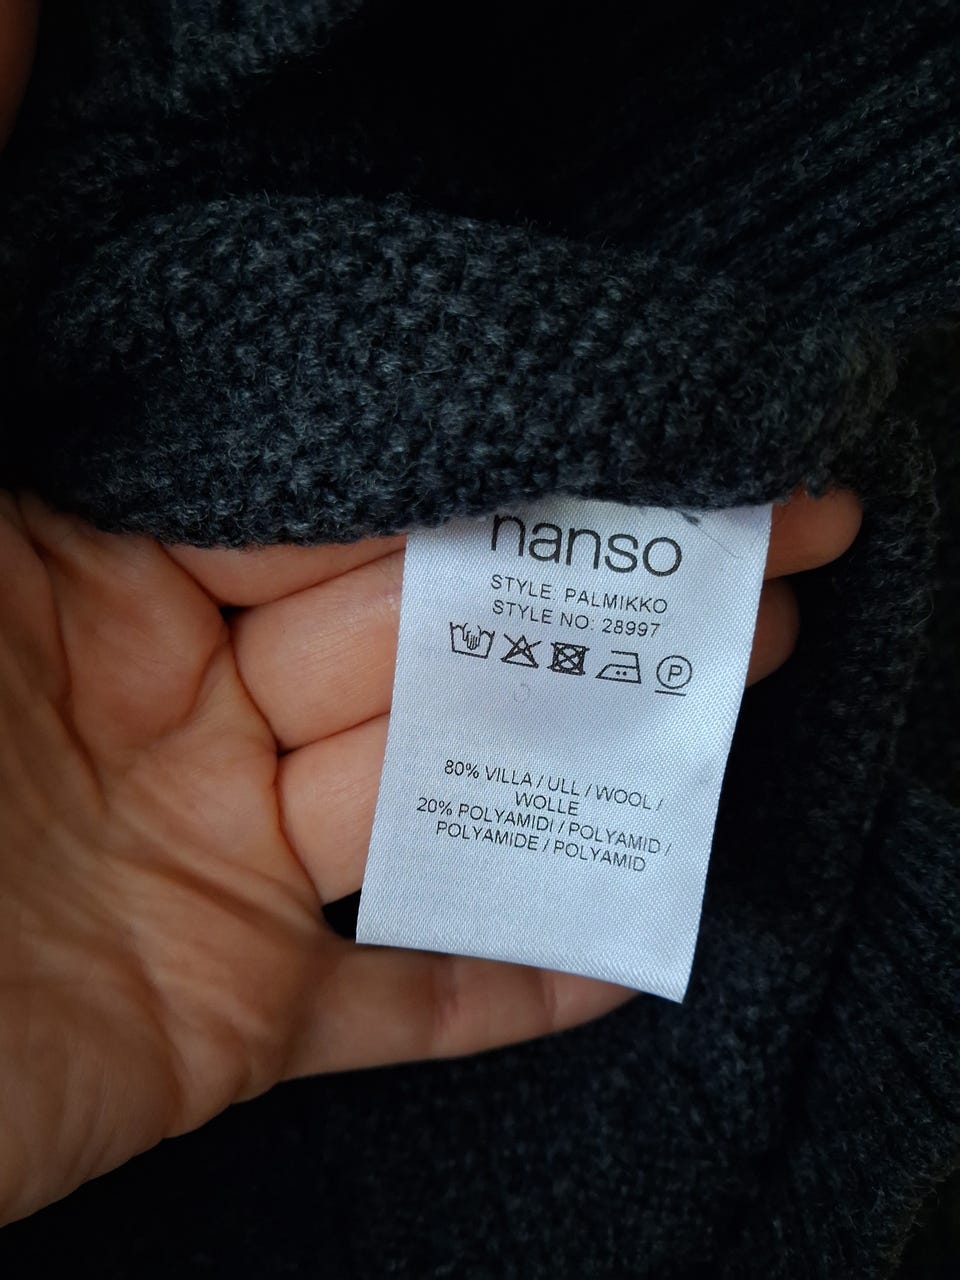 nanso
STYLE PALMIKKO
STYLE NO: 28997
P
80% VILLA / ULL / WOOL /
WOLLE
20% POLYAMIDI / POLYAMID /
POLYAMIDE / POLYAMID